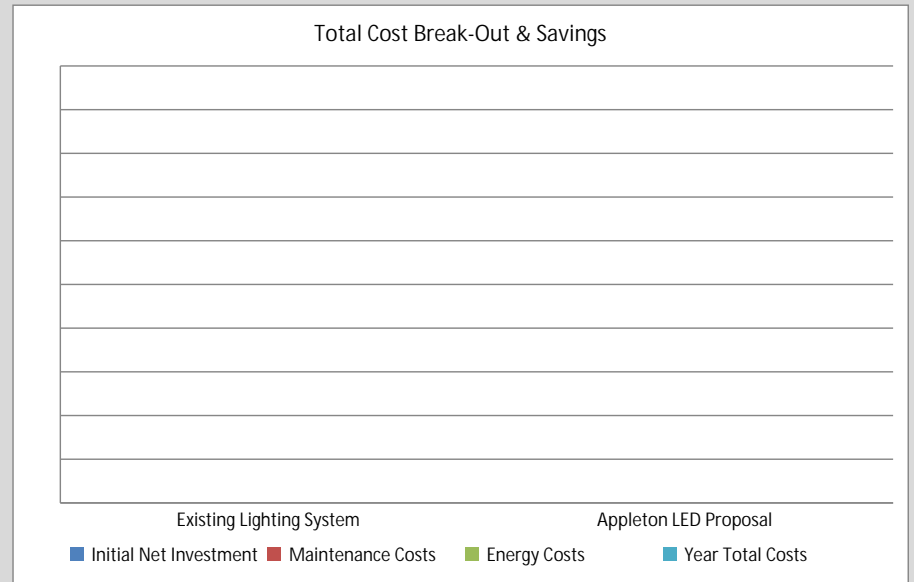 Total Cost Break-Out & Savings
Existing Lighting System Appleton LED Proposal
Initial Net Investment Maintenance Costs Energy Costs Year Total Costs